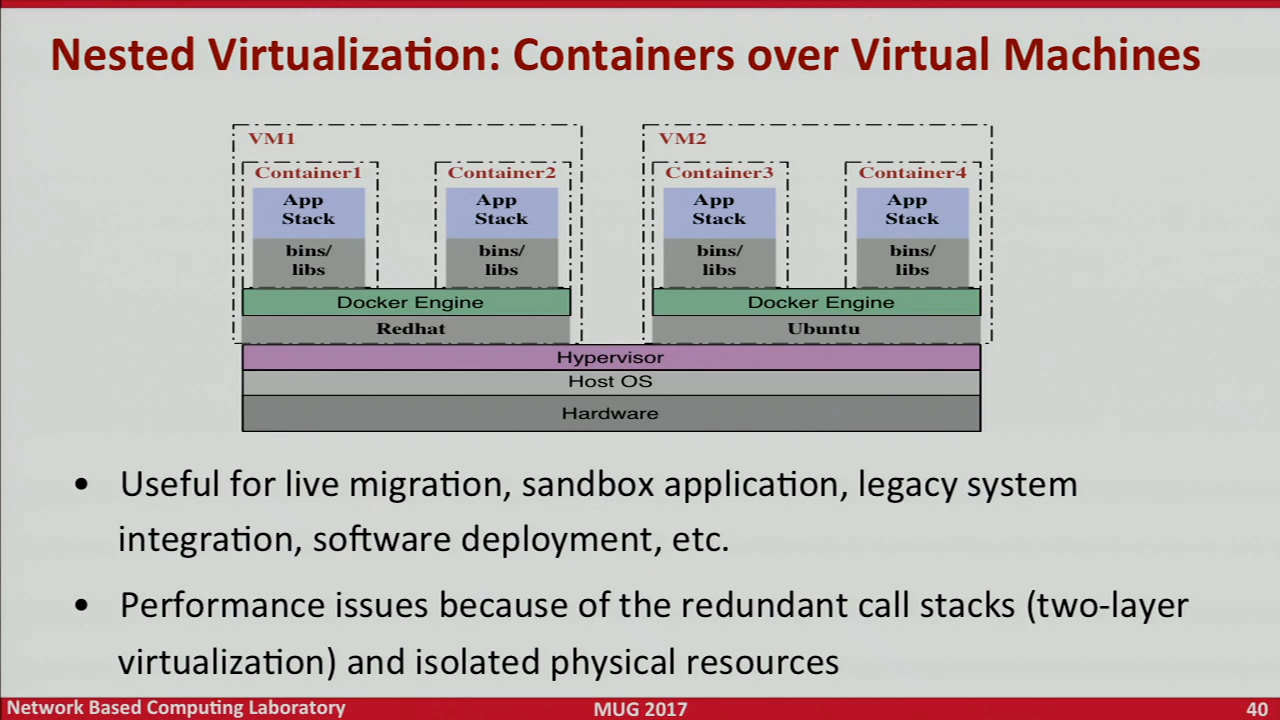 Nested Virtualization: Containers over Virtual Machines
VM1
VM2
Container1
Container2
Container3
Container4
App
Stack
App
Stack
App
Stack
App
Stack
bins/
libs
bins/
libs
bins/
libs
bins/
libs
Docker Engine
Docker Engine
Redhat
Ubuntu
Hypervisor
Host OS
Hardware
• Useful for live migration, sandbox application, legacy system
integration, software deployment, etc.
• Performance issues because of the redundant call stacks (two-layer
virtualization) and isolated physical resources
Network Based Computing Laboratory
MUG 2017
40